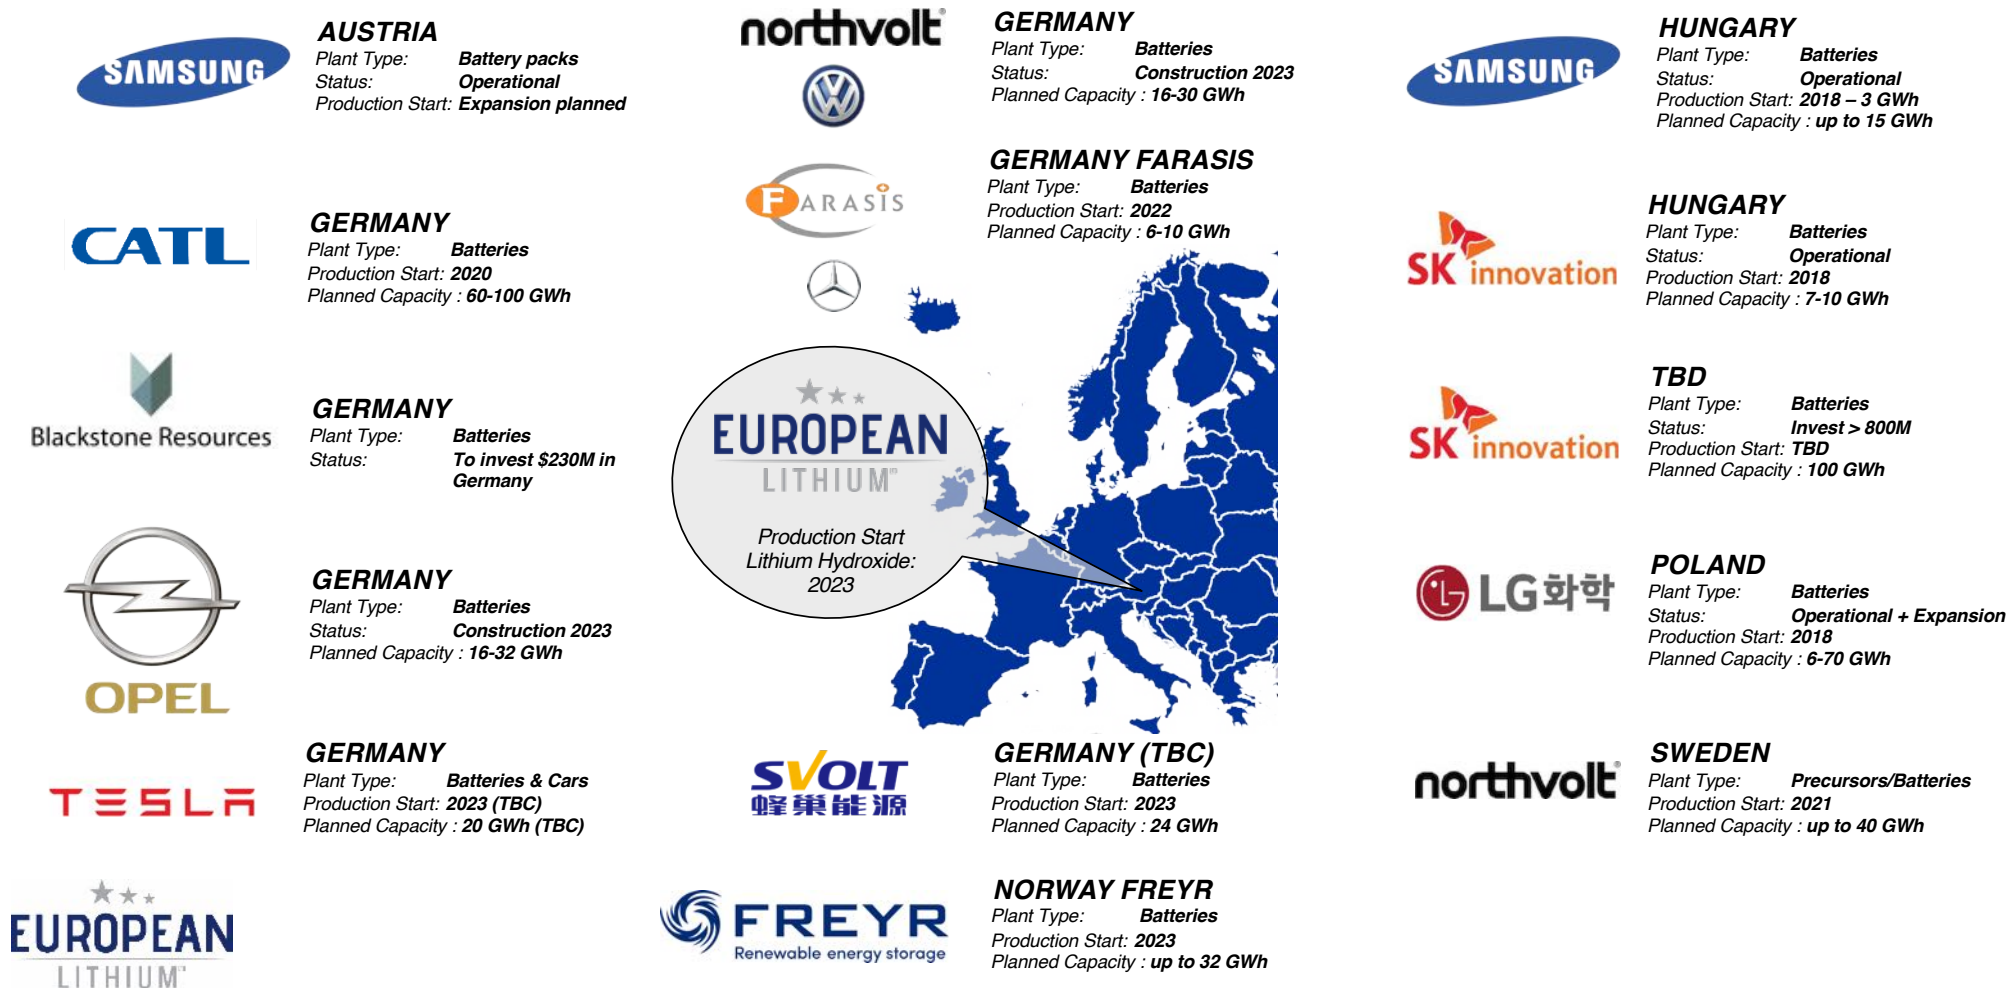 SAMSUNG
AUSTRIA
Plant Type: Battery packs
Status: Operational
Production Start: Expansion planned
CATL
GERMANY
Plant Type: Batteries
Production Start: 2020
Planned Capacity : 60-100 GWh
Blackstone Resources
GERMANY
Plant Type: Batteries
Status: To invest $230M in
Germany
OPEL
GERMANY
Plant Type: Batteries
Status: Construction 2023
Planned Capacity : 16-32 GWh
TESLA
GERMANY
Plant Type: Batteries & Cars
Production Start: 2023 (TBC)
Planned Capacity : 20 GWh (TBC)
EUROPEAN
LITHIUM
northvolt
GERMANY
Plant Type: Batteries
Status: Construction 2023
Planned Capacity : 16-30 GWh
FARASIS
GERMANY FARASIS
Plant Type: Batteries
Production Start: 2022
Planned Capacity : 6-10 GWh
EUROPEAN
LITHIUM
Production Start
Lithium Hydroxide:
2023
SVOLT
蜂巢能源
GERMANY (TBC)
Plant Type: Batteries
Production Start: 2023
Planned Capacity : 24 GWh
FREYR
Renewable energy storage
NORWAY FREYR
Plant Type: Batteries
Production Start: 2023
Planned Capacity : up to 32 GWh
SAMSUNG
HUNGARY
Plant Type: Batteries
Status: Operational
Production Start: 2018 – 3 GWh
Planned Capacity : up to 15 GWh
SK innovation
HUNGARY
Plant Type: Batteries
Status: Operational
Production Start: 2018
Planned Capacity : 7-10 GWh
SK innovation
TBD
Plant Type: Batteries
Status: Invest > 800M
Production Start: TBD
Planned Capacity : 100 GWh
LG화학
POLAND
Plant Type: Batteries
Status: Operational + Expansion
Production Start: 2018
Planned Capacity : 6-70 GWh
northvolt
SWEDEN
Plant Type: Precursors/Batteries
Production Start: 2021
Planned Capacity : up to 40 GWh